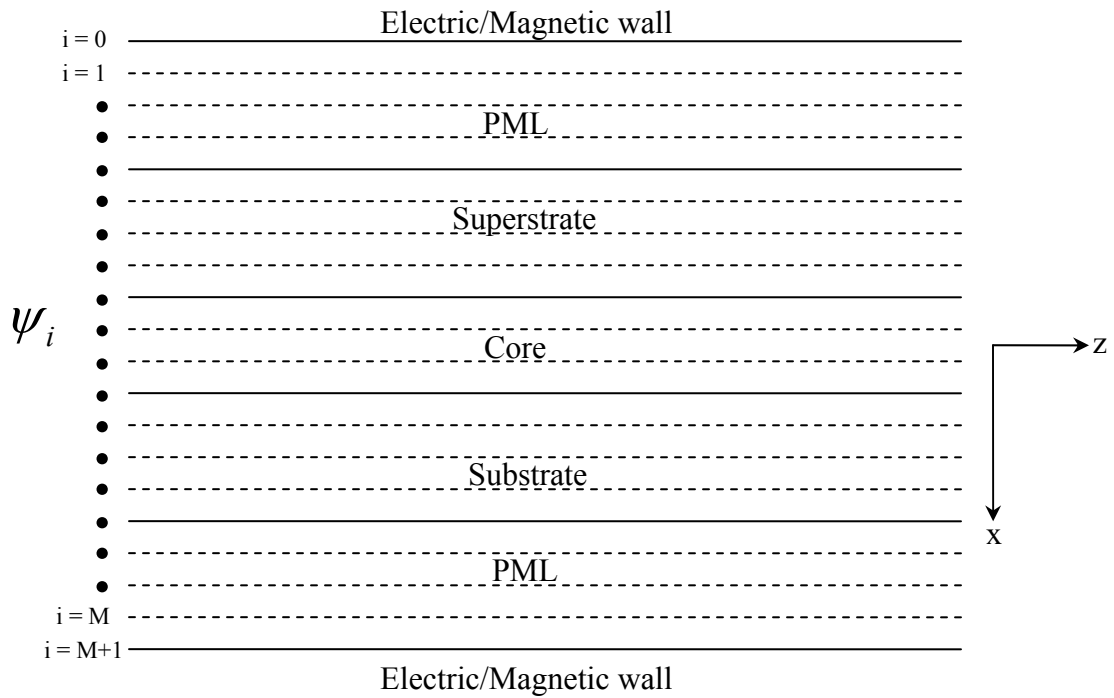 Electric/Magnetic wall
i = 0
i = 1
PML
Superstrate
ψi
Core
z
Substrate
x
PML
i = M
i = M+1
Electric/Magnetic wall